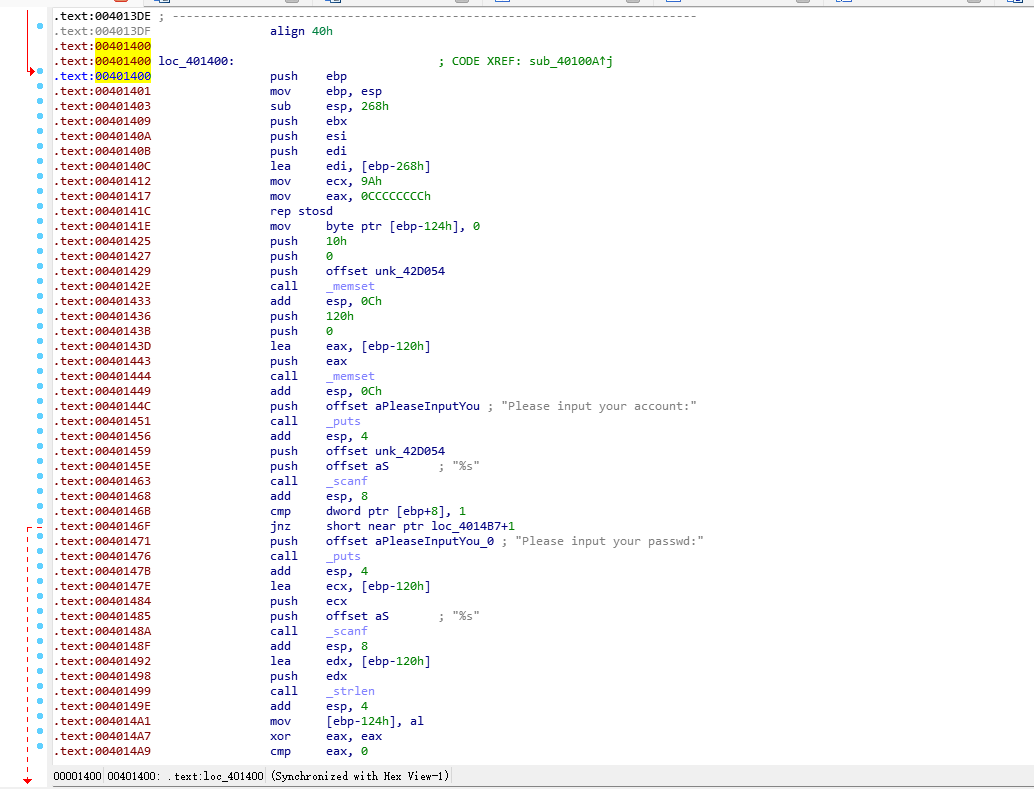 .text:004013DE ; ---------------------------------------------------------------------------
.text:004013DF align 40h
.text:00401400
.text:00401400 loc_401400: ; CODE XREF: sub_40100A↑j
.text:00401400 push ebp
.text:00401401 mov ebp, esp
.text:00401403 sub esp, 268h
.text:00401409 push ebx
.text:0040140A push esi
.text:0040140B push edi
.text:0040140C lea edi, [ebp-268h]
.text:00401412 mov ecx, 9Ah
.text:00401417 mov eax, 0CCCCCCCCh
.text:0040141C rep stosd
.text:0040141E mov byte ptr [ebp-124h], 0
.text:00401425 push 10h
.text:00401427 push 0
.text:00401429 push offset unk_42D054
.text:0040142E call _memset
.text:00401433 add esp, 0Ch
.text:00401436 push 120h
.text:0040143B push 0
.text:0040143D lea eax, [ebp-120h]
.text:00401443 push eax
.text:00401444 call _memset
.text:00401449 add esp, 0Ch
.text:0040144C push offset aPleaseInputYou ; "Please input your account:"
.text:00401451 call _puts
.text:00401456 add esp, 4
.text:00401459 push offset unk_42D054
.text:0040145E push offset aS ; "%s"
.text:00401463 call _scanf
.text:00401468 add esp, 8
.text:0040146B cmp dword ptr [ebp+8], 1
.text:0040146F jnz short near ptr loc_4014B7+1
.text:00401471 push offset aPleaseInputYou_0 ; "Please input your passwd:"
.text:00401476 call _puts
.text:0040147B add esp, 4
.text:0040147E lea ecx, [ebp-120h]
.text:00401484 push ecx
.text:00401485 push offset aS ; "%s"
.text:0040148A call _scanf
.text:0040148F add esp, 8
.text:00401492 lea edx, [ebp-120h]
.text:00401498 push edx
.text:00401499 call _strlen
.text:0040149E add esp, 4
.text:004014A1 mov [ebp-124h], al
.text:004014A7 xor eax, eax
.text:004014A9 cmp eax, 0
00001400 00401400: .text:loc_401400 (Synchronized with Hex View-1)